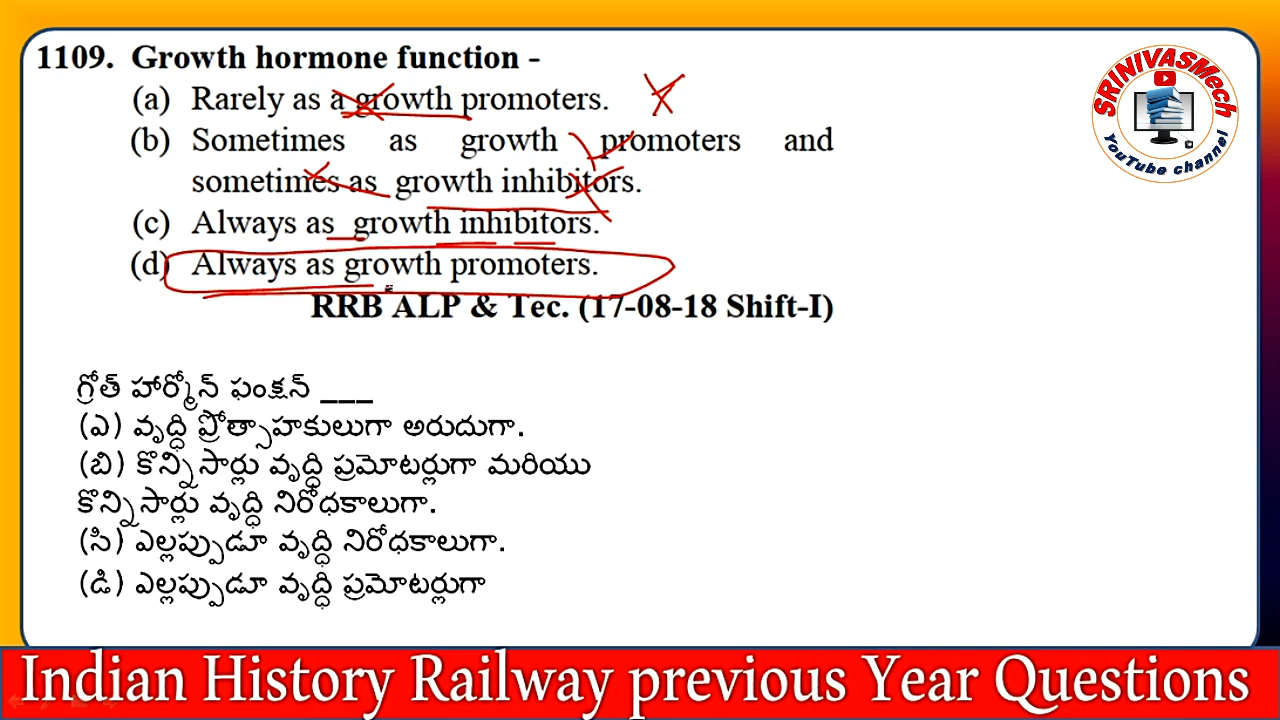 1109. Growth hormone function -
(a) Rarely as a growth promoters.
(b) Sometimes as growth promoters and
sometimes as growth inhibitors.
(c) Always as growth inhibitors.
(d) Always as growth promoters.
RRB ALP & Tec. (17-08-18 Shift-I)
SRINIVASMech
YouTube channel
గ్రోత్ హార్మోన్ ఫంక్షన్ ___
(ఎ) వృద్ధి ప్రోత్సాహకులుగా అరుదుగా.
(బి) కొన్నిసార్లు వృద్ధి ప్రమోటర్లుగా మరియు
కొన్నిసార్లు వృద్ధి నిరోధకాలుగా.
(సి) ఎల్లప్పుడూ వృద్ధి నిరోధకాలుగా.
(డి) ఎల్లప్పుడూ వృద్ధి ప్రమోటర్లుగా
Indian History Railway previous Year Questions